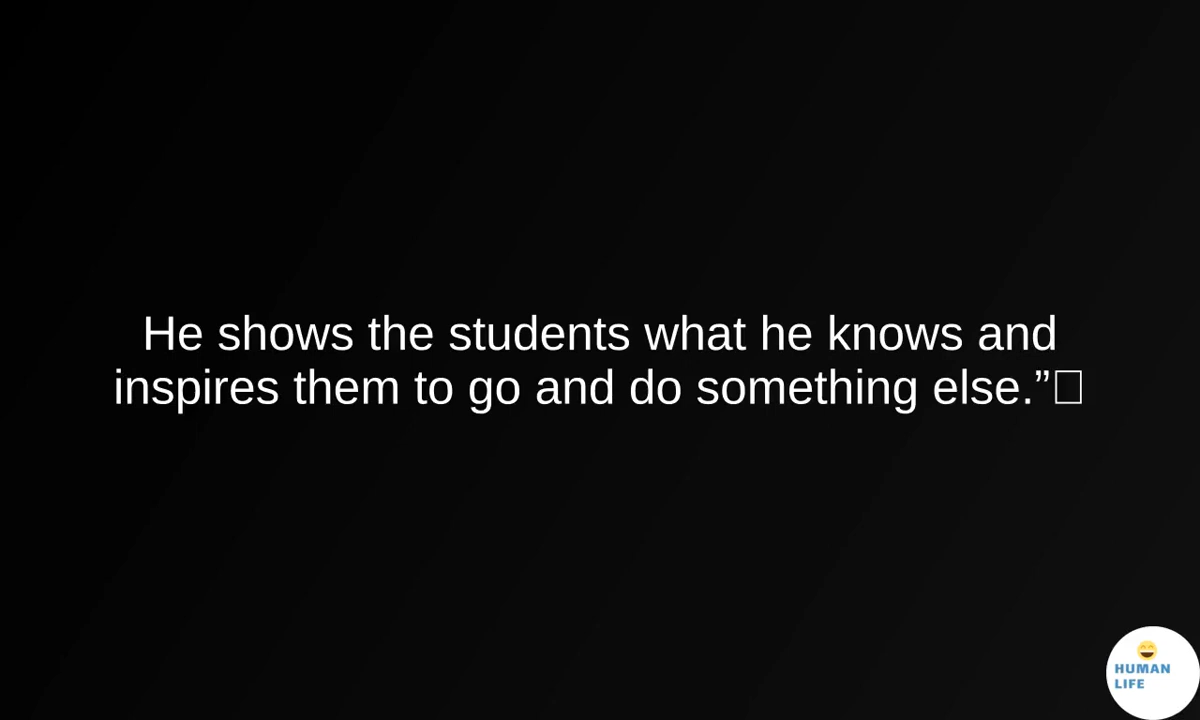 He shows the students what he knows and
inspires them to go and do something else.”□
HUMAN
LIFE